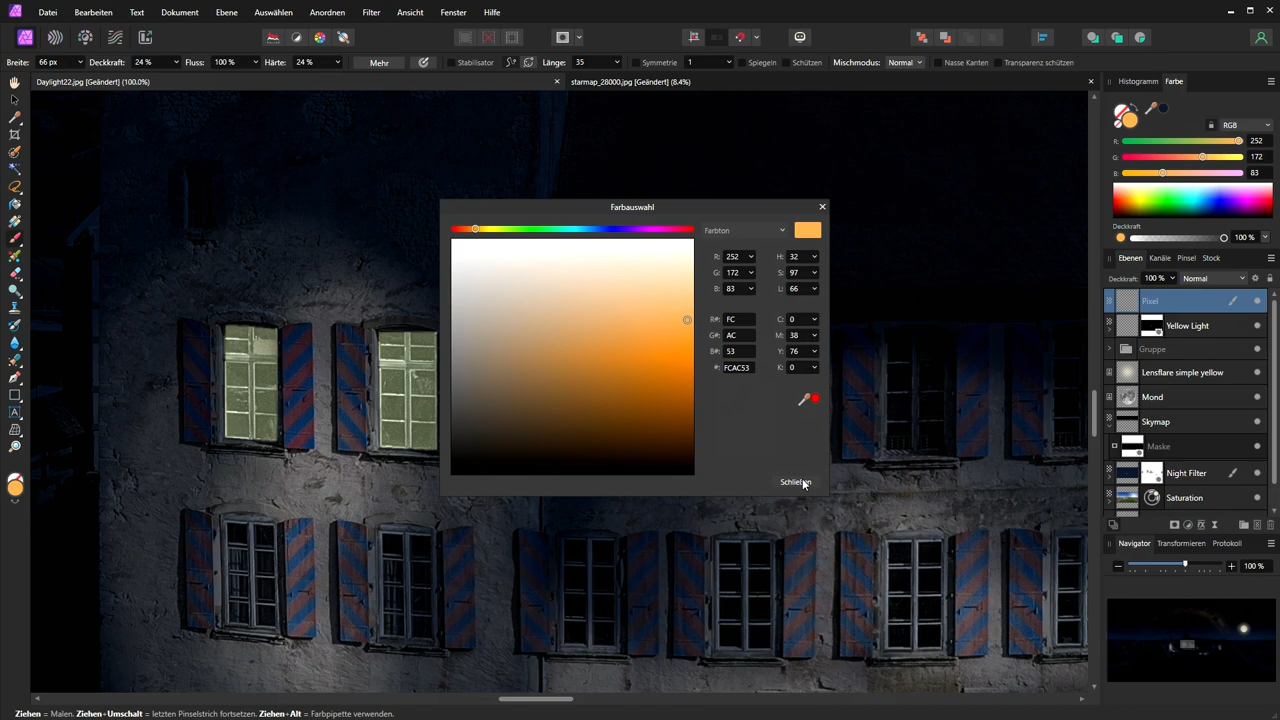 Datei Bearbeiten Text Dokument Ebene Auswählen Anordnen Filter Ansicht Fenster Hilfe
Breite: 66 px Deckkraft: 24 % Fluss: 100 % Härte: 24 % Mehr Stabilisator Länge: 35 Symmetrie 1 Spiegeln Schützen Mischmodus: Normal Nasse Kanten Transparenz schützen
Daylight22.jpg [Geändert] (100.0%)
starmap_28000.jpg [Geändert] (8.4%)
Histogramm Farbe
RGB
R: 252
G: 172
B: 83
Deckkraft
100 %
Ebenen Kanäle Pinsel Stock
Deckkraft: 100 % Normal
Pixel
Yellow Light
Gruppe
Lensflare simple yellow
Mond
Skymap
Maske
Night Filter
Saturation
Navigator Transformieren Protokoll
100 %
Farbauswahl
Farbton
R: 252 H: 32
G: 172 S: 97
B: 83 L: 66
R#: FC C: 0
G#: AC M: 38
B#: 53 Y: 76
#: FCAC53 K: 0
Schließen
Ziehen = Malen. Ziehen+Umschalt = letzten Pinselstrich fortsetzen. Ziehen+Alt = Farbpipette verwenden.